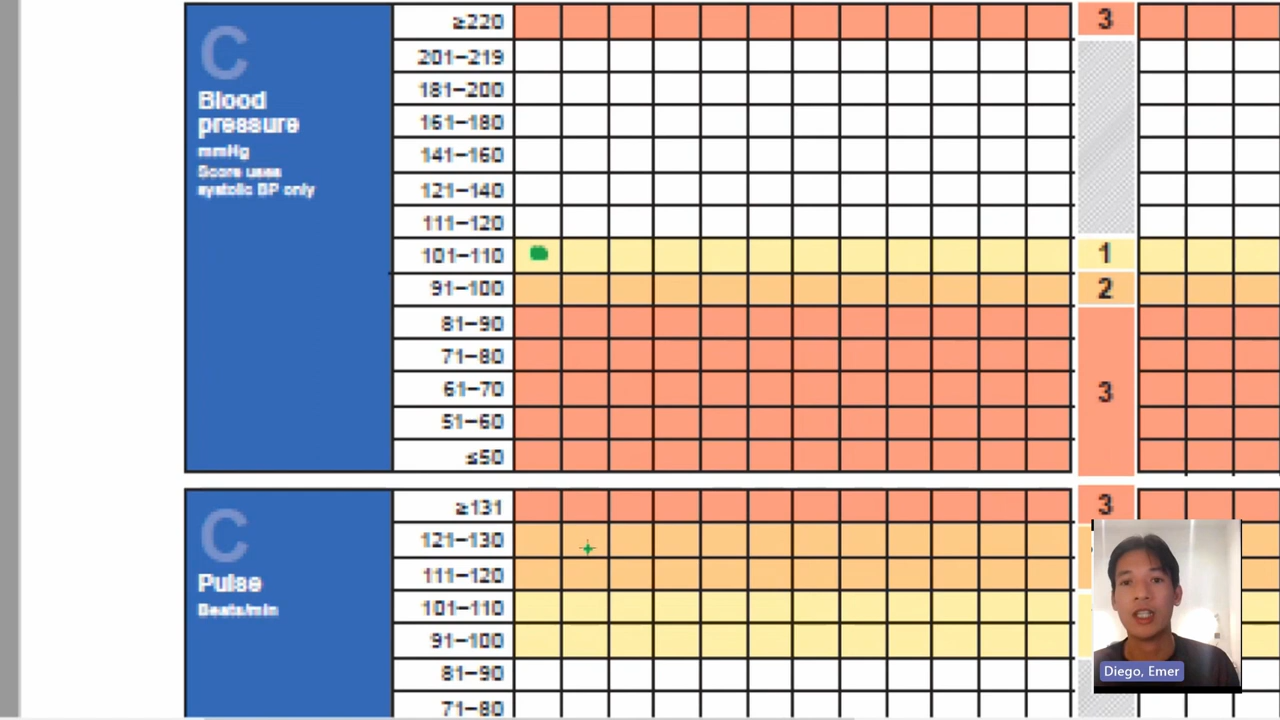 C
Blood
pressure
mmHg
Score uses
systolic BP only
≥220
201–219
181–200
161–180
141–160
121–140
111–120
101–110
91–100
81–90
71–80
61–70
51–60
≤50
3
1
2
3
C
Pulse
Beats/min
≥131
121–130
111–120
101–110
91–100
81–90
71–80
3
Diego, Emer